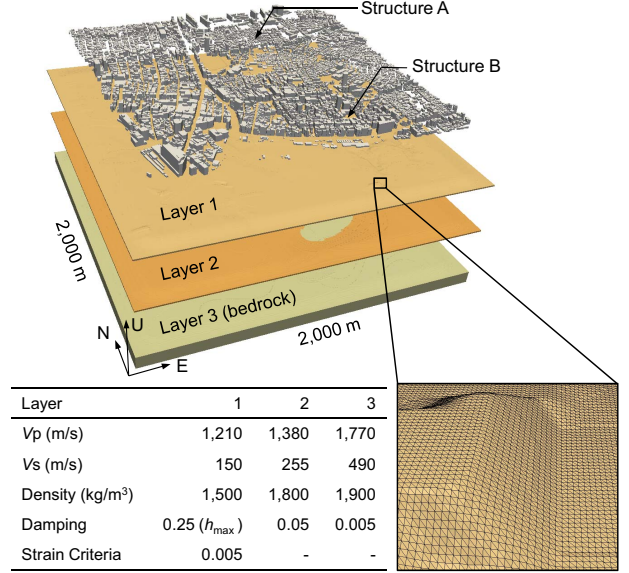 Structure A
Structure B
Layer 1
Layer 2
Layer 3 (bedrock)
2,000 m
2,000 m
N
U
E
Layer 1 2 3
Vp (m/s) 1,210 1,380 1,770
Vs (m/s) 150 255 490
Density (kg/m³) 1,500 1,800 1,900
Damping 0.25 (hmax) 0.05 0.005
Strain Criteria 0.005 - -